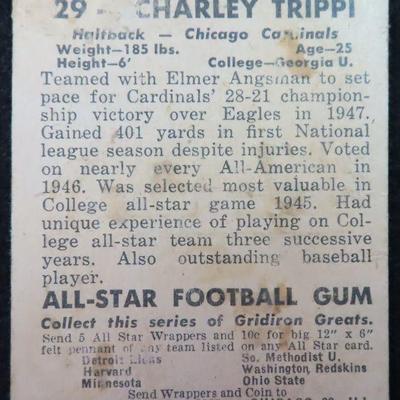 29 - CHARLEY TRIPPI
Halfback — Chicago Cardinals
Weight—185 lbs. Age—25
Height—6' College—Georgia U.
Teamed with Elmer Angsman to set
pace for Cardinals' 28-21 champion-
ship victory over Eagles in 1947.
Gained 401 yards in first National
league season despite injuries. Voted
on nearly every All-American in
1946. Was selected most valuable in
College all-star game 1945. Had
unique experience of playing on Col-
lege all-star team three successive
years. Also outstanding baseball
player.
ALL-STAR FOOTBALL GUM
Collect this series of Gridiron Greats.
Send 5 All Star Wrappers and 10c for big 12" x 6"
felt pennant of any team listed on any All Star card.
Detroit Lions So. Methodist U.
Harvard Washington, Redskins
Minnesota Ohio State
Send Wrappers and Coin to